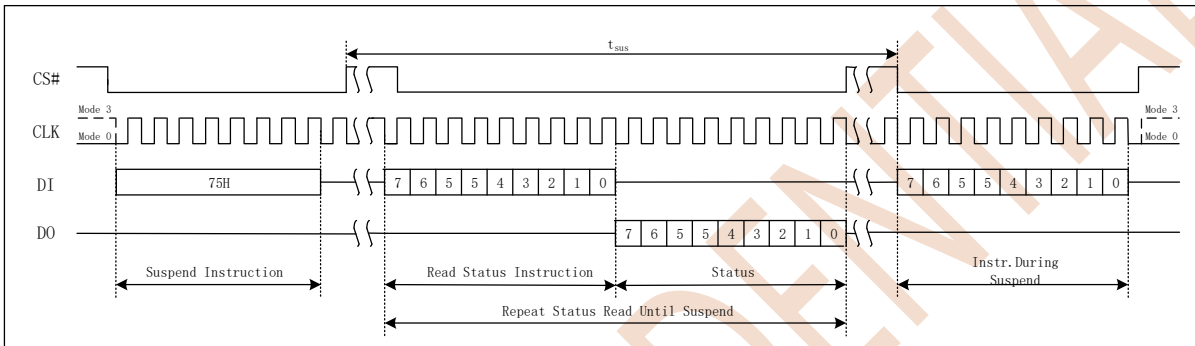 t_sus
CS#
Mode 3
Mode 3
CLK
Mode 0
Mode 0
DI
75H
7 6 5 5 4 3 2 1 0
7 6 5 5 4 3 2 1 0
DO
7 6 5 5 4 3 2 1 0
Suspend Instruction
Read Status Instruction
Status
Instr.During
Suspend
Repeat Status Read Until Suspend
DENTIAL